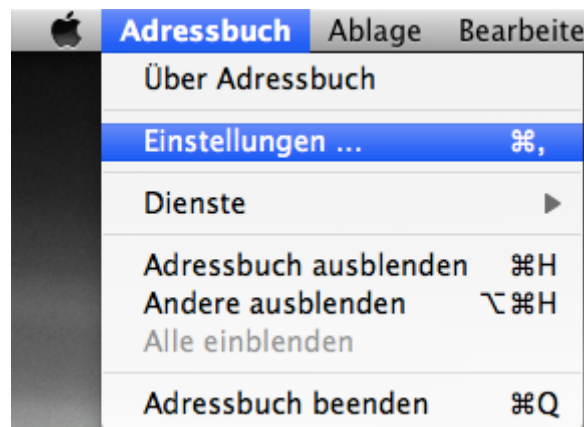 Adressbuch Ablage Bearbeite
Über Adressbuch
Einstellungen ... ⌘,
Dienste
Adressbuch ausblenden ⌘H
Andere ausblenden ⌥⌘H
Alle einblenden
Adressbuch beenden ⌘Q